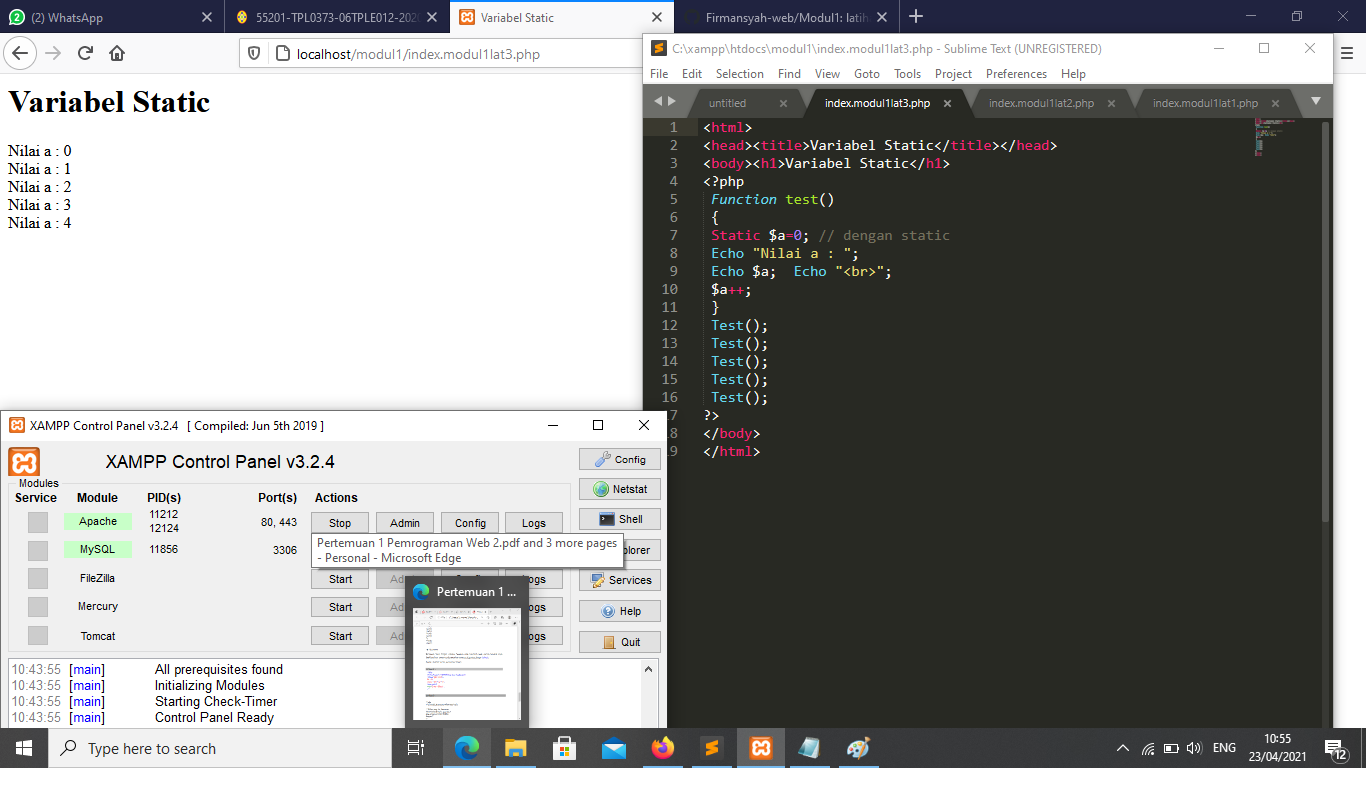 (2) WhatsApp
55201-TPL0373-06TPLE012-202
Variabel Static
Firmansyah-web/Modul1: latih
localhost/modul1/index.modul1lat3.php
Variabel Static
Nilai a : 0
Nilai a : 1
Nilai a : 2
Nilai a : 3
Nilai a : 4
C:\xampp\htdocs\modul1\index.modul1lat3.php - Sublime Text (UNREGISTERED)
File Edit Selection Find View Goto Tools Project Preferences Help
untitled index.modul1lat3.php index.modul1lat2.php index.modul1lat1.php
1 <html>
2 <head><title>Variabel Static</title></head>
3 <body><h1>Variabel Static</h1>
4 <?php
5 Function test()
6 {
7 Static $a=0; // dengan static
8 Echo "Nilai a : ";
9 Echo $a;  Echo "<br>";
10 $a++;
11 }
12 Test();
13 Test();
14 Test();
15 Test();
16 Test();
7 ?>
8 </body>
9 </html>
XAMPP Control Panel v3.2.4 [ Compiled: Jun 5th 2019 ]
XAMPP Control Panel v3.2.4
Config
Modules
Service Module PID(s) Port(s) Actions
Netstat
Apache 11212 12124 80, 443 Stop Admin Config Logs
Shell
MySQL 11856 3306
Pertemuan 1 Pemrograman Web 2.pdf and 3 more pages
- Personal - Microsoft Edge
plorer
FileZilla Start Ad ogs
Services
Mercury Start Ad ogs
Help
Tomcat Start Ad ogs
Quit
Pertemuan 1 ...
10:43:55 [main] All prerequisites found
10:43:55 [main] Initializing Modules
10:43:55 [main] Starting Check-Timer
10:43:55 [main] Control Panel Ready
Type here to search
ENG
10:55
23/04/2021
12